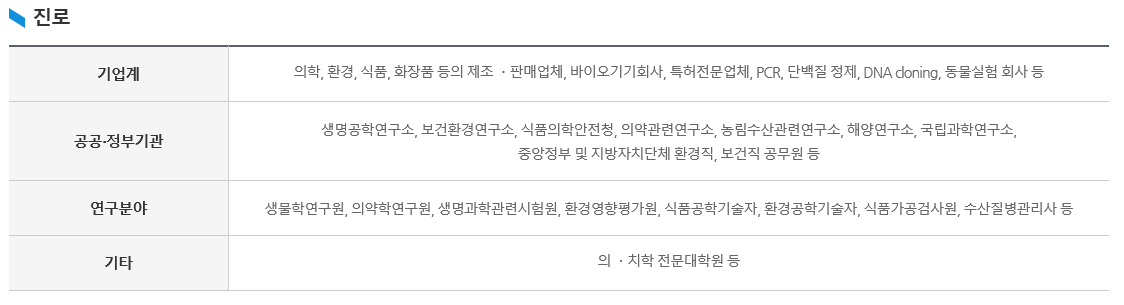 진로
기업계
의학, 환경, 식품, 화장품 등의 제조 ㆍ판매업체, 바이오기기회사, 특허전문업체, PCR, 단백질 정제, DNA cloning, 동물실험 회사 등
공공·정부기관
생명공학연구소, 보건환경연구소, 식품의학안전청, 의약관련연구소, 농림수산관련연구소, 해양연구소, 국립과학연구소,
중앙정부 및 지방자치단체 환경직, 보건직 공무원 등
연구분야
생물학연구원, 의약학연구원, 생명과학관련시험원, 환경영향평가원, 식품공학기술자, 환경공학기술자, 식품가공검사원, 수산질병관리사 등
기타
의 ㆍ치학 전문대학원 등